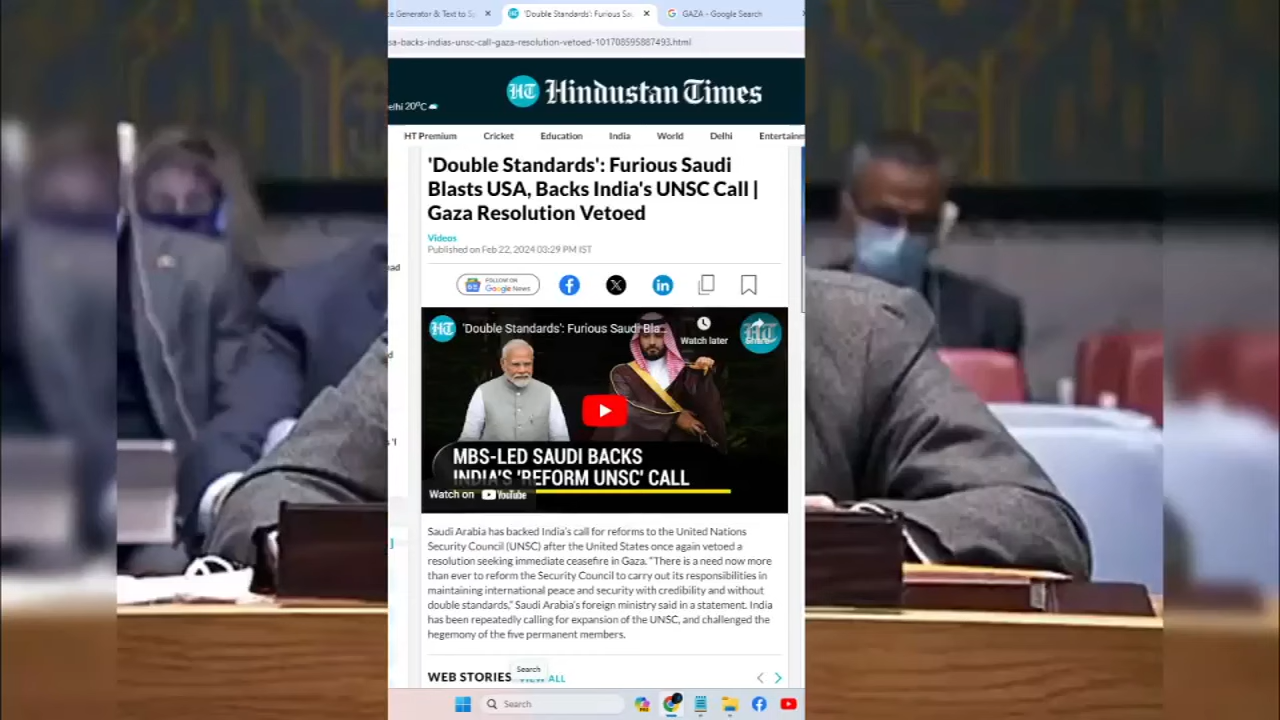 ce Generator & Text to Sp
'Double Standards': Furious Sau
GAZA - Google Search
sa-backs-indias-unsc-call-gaza-resolution-vetoed-101708595887493.html
elhi 20°C
HT Hindustan Times
HT Premium Cricket Education India World Delhi Entertainm
'Double Standards': Furious Saudi
Blasts USA, Backs India's UNSC Call |
Gaza Resolution Vetoed
Videos
Published on Feb 22, 2024 03:29 PM IST
FOLLOW ON
Google News
HT 'Double Standards': Furious Saudi Bla...
Watch later
Share
HT
MBS-LED SAUDI BACKS
INDIA'S 'REFORM UNSC' CALL
Watch on YouTube
Saudi Arabia has backed India's call for reforms to the United Nations
Security Council (UNSC) after the United States once again vetoed a
resolution seeking immediate ceasefire in Gaza. "There is a need now more
than ever to reform the Security Council to carry out its responsibilities in
maintaining international peace and security with credibility and without
double standards," Saudi Arabia's foreign ministry said in a statement. India
has been repeatedly calling for expansion of the UNSC, and challenged the
hegemony of the five permanent members.
WEB STORIES VIEW ALL
Search
Search